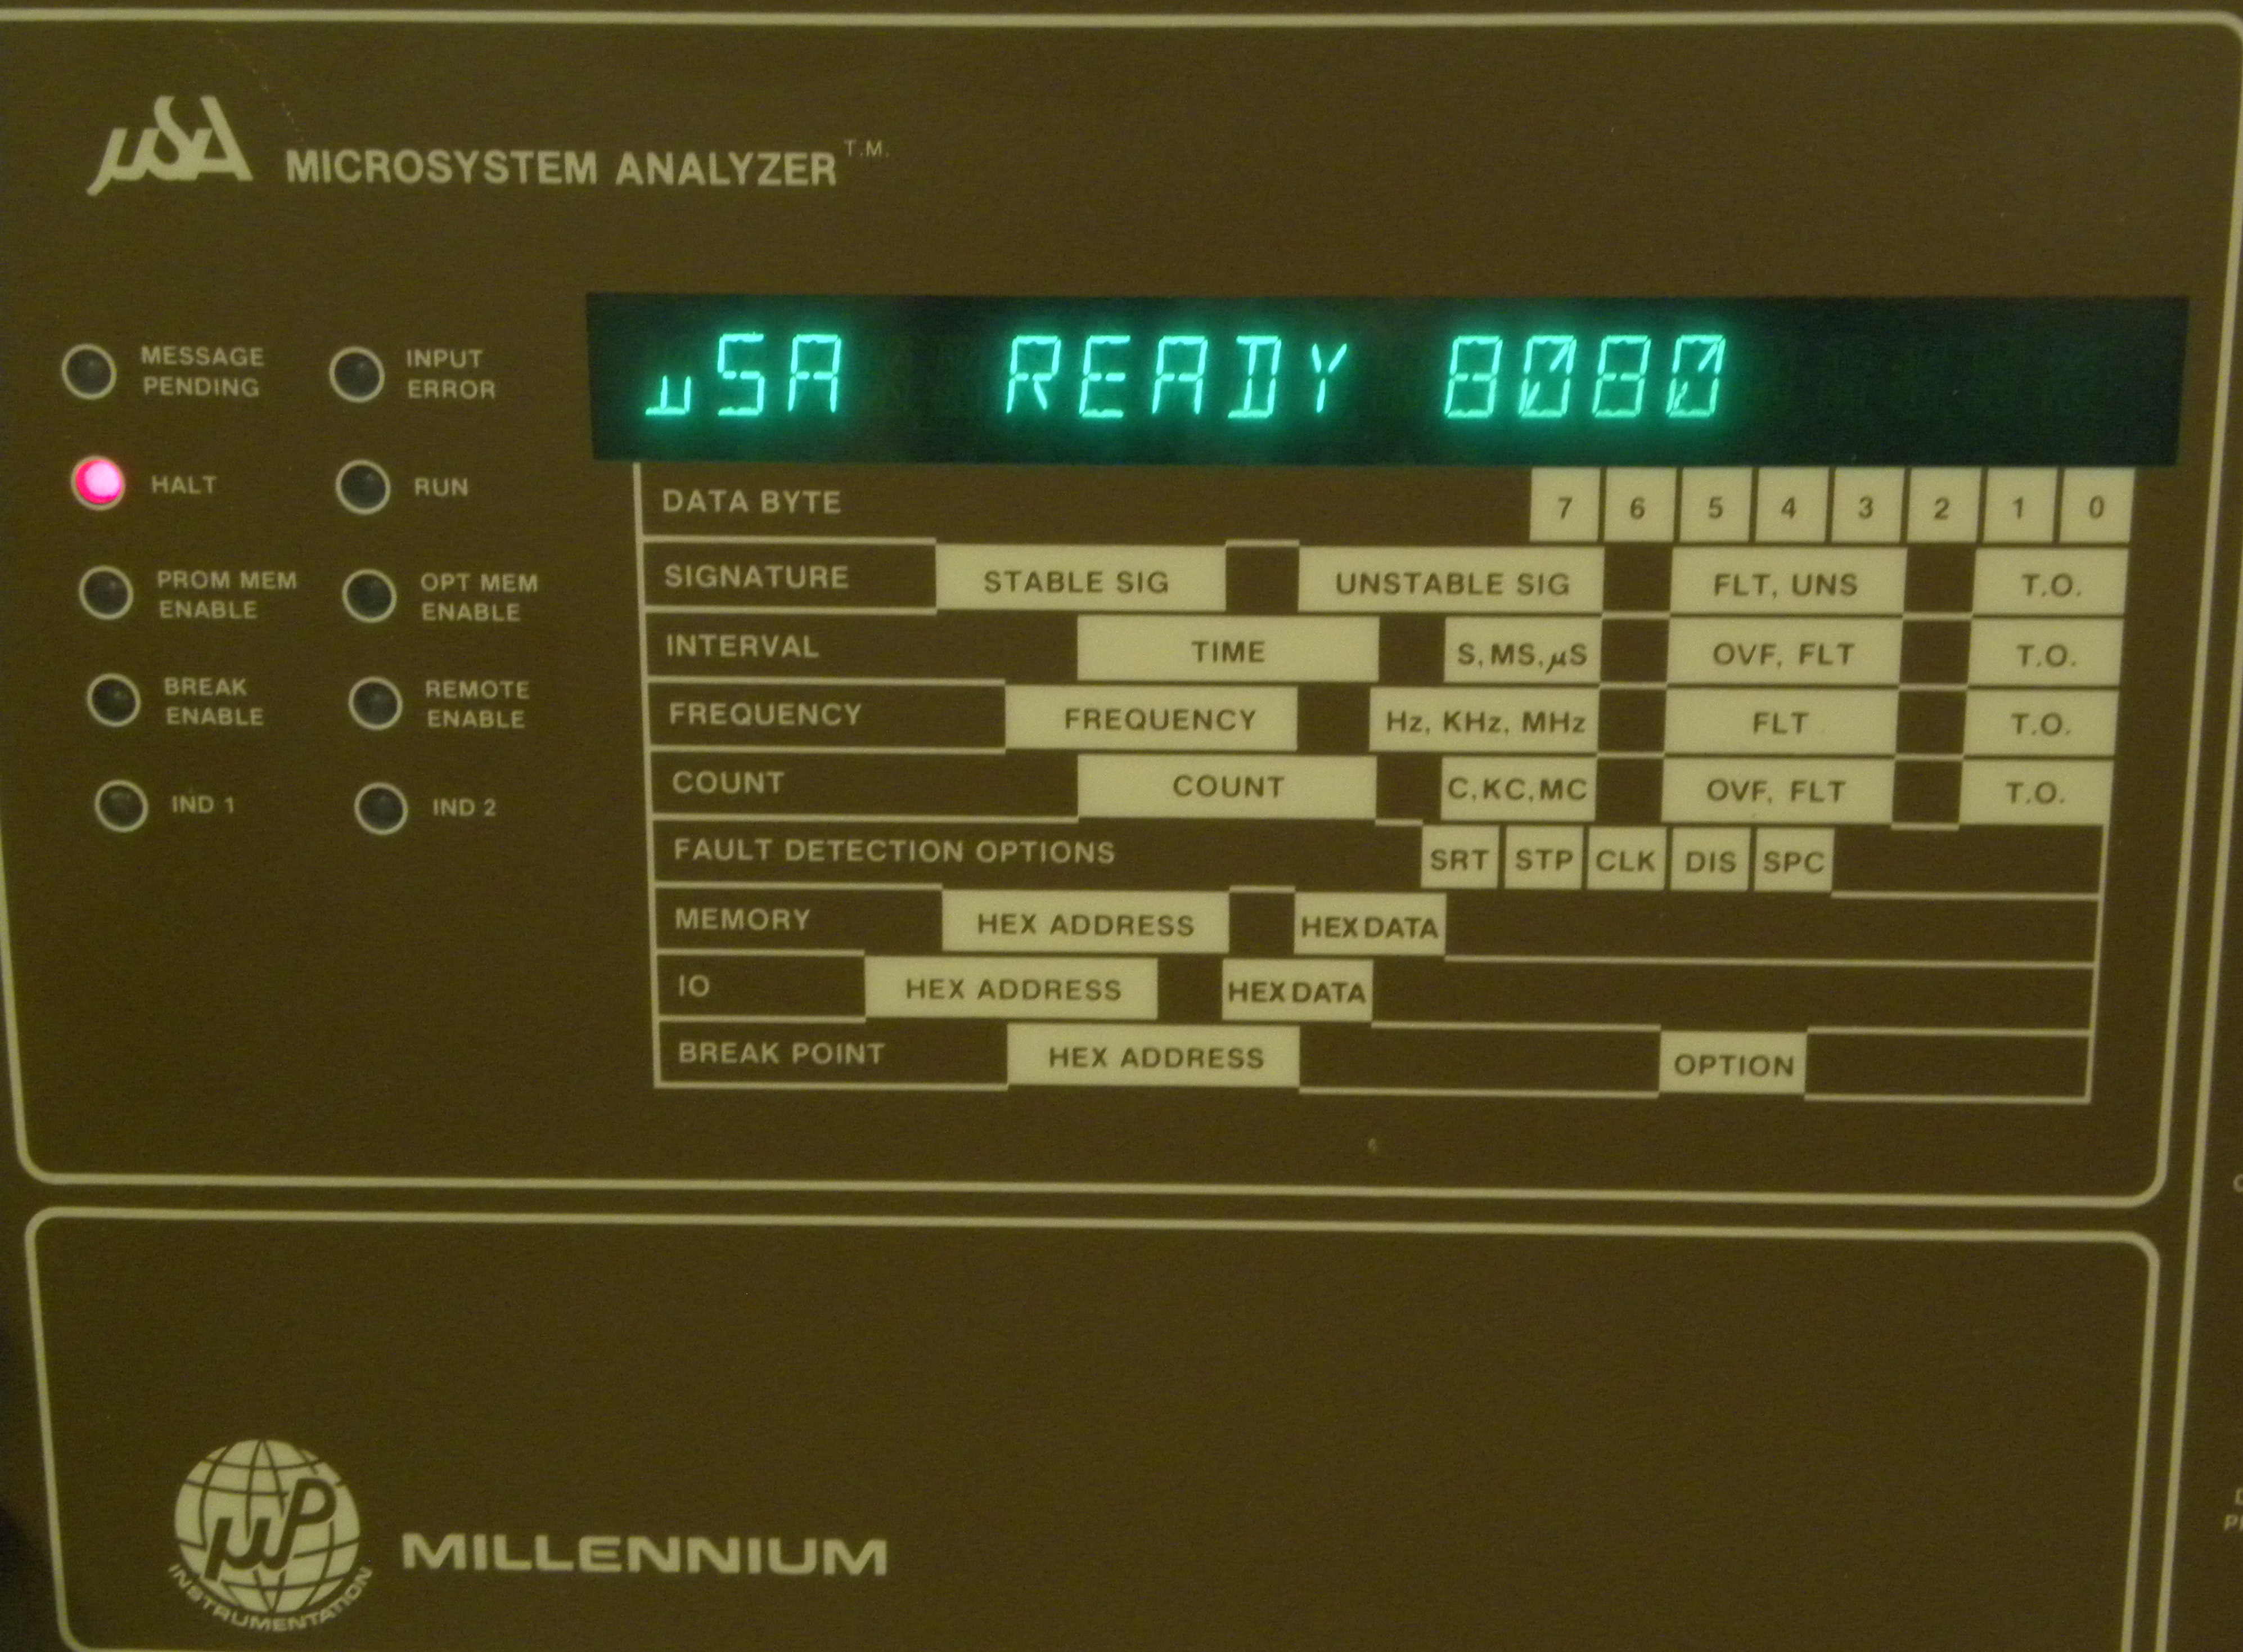 µSA MICROSYSTEM ANALYZER T.M.
µSA READY 8080
MESSAGE PENDING
INPUT ERROR
HALT
RUN
PROM MEM ENABLE
OPT MEM ENABLE
BREAK ENABLE
REMOTE ENABLE
IND 1
IND 2
DATA BYTE 7 6 5 4 3 2 1 0
SIGNATURE STABLE SIG UNSTABLE SIG FLT, UNS T.O.
INTERVAL TIME S, MS, µS OVF, FLT T.O.
FREQUENCY FREQUENCY Hz, KHz, MHz FLT T.O.
COUNT COUNT C, KC, MC OVF, FLT T.O.
FAULT DETECTION OPTIONS SRT STP CLK DIS SPC
MEMORY HEX ADDRESS HEX DATA
IO HEX ADDRESS HEX DATA
BREAK POINT HEX ADDRESS OPTION
µP
INSTRUMENTATION
MILLENNIUM